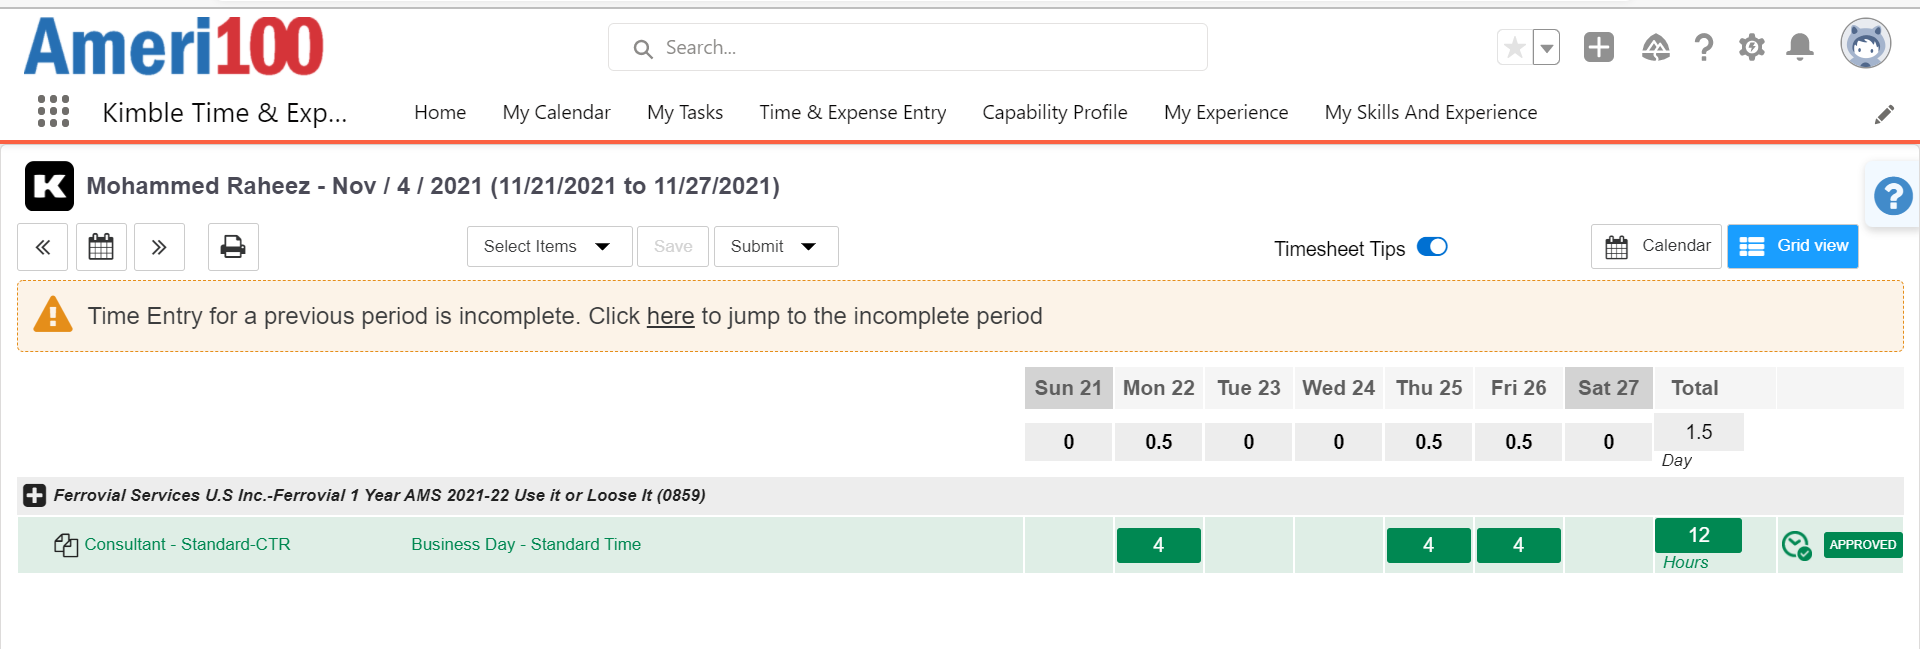 Ameri100
Search...
Kimble Time & Exp...
Home
My Calendar
My Tasks
Time & Expense Entry
Capability Profile
My Experience
My Skills And Experience
K
Mohammed Raheez - Nov / 4 / 2021 (11/21/2021 to 11/27/2021)
Select Items
Save
Submit
Timesheet Tips
Calendar
Grid view
Time Entry for a previous period is incomplete. Click here to jump to the incomplete period
Sun 21 Mon 22 Tue 23 Wed 24 Thu 25 Fri 26 Sat 27 Total
0 0.5 0 0 0.5 0.5 0 1.5
Day
Ferrovial Services U.S Inc.-Ferrovial 1 Year AMS 2021-22 Use it or Loose It (0859)
Consultant - Standard-CTR Business Day - Standard Time 4 4 4 12 APPROVED
Hours